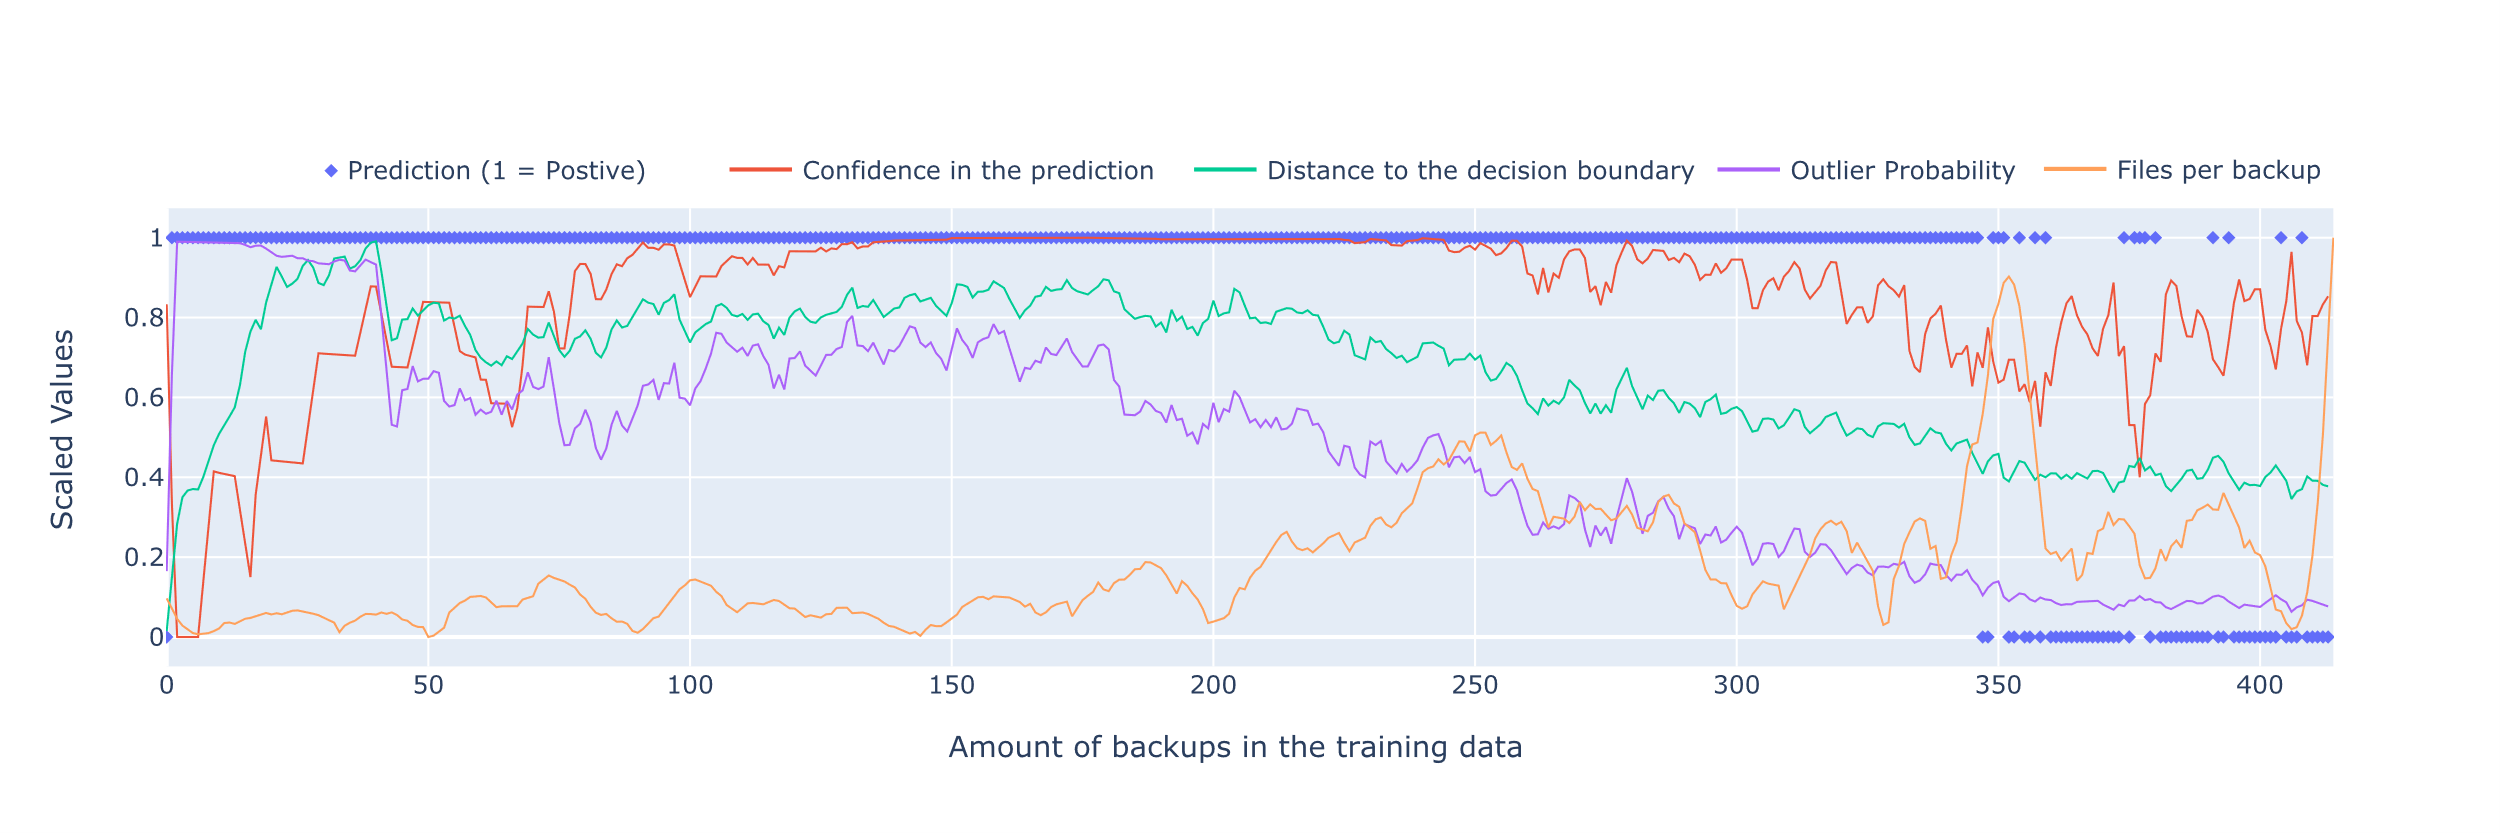 Prediction (1 = Postive)
Confidence in the prediction
Distance to the decision boundary
Outlier Probability
Files per backup
Scaled Values
1
0.8
0.6
0.4
0.2
0
0 50 100 150 200 250 300 350 400
Amount of backups in the training data